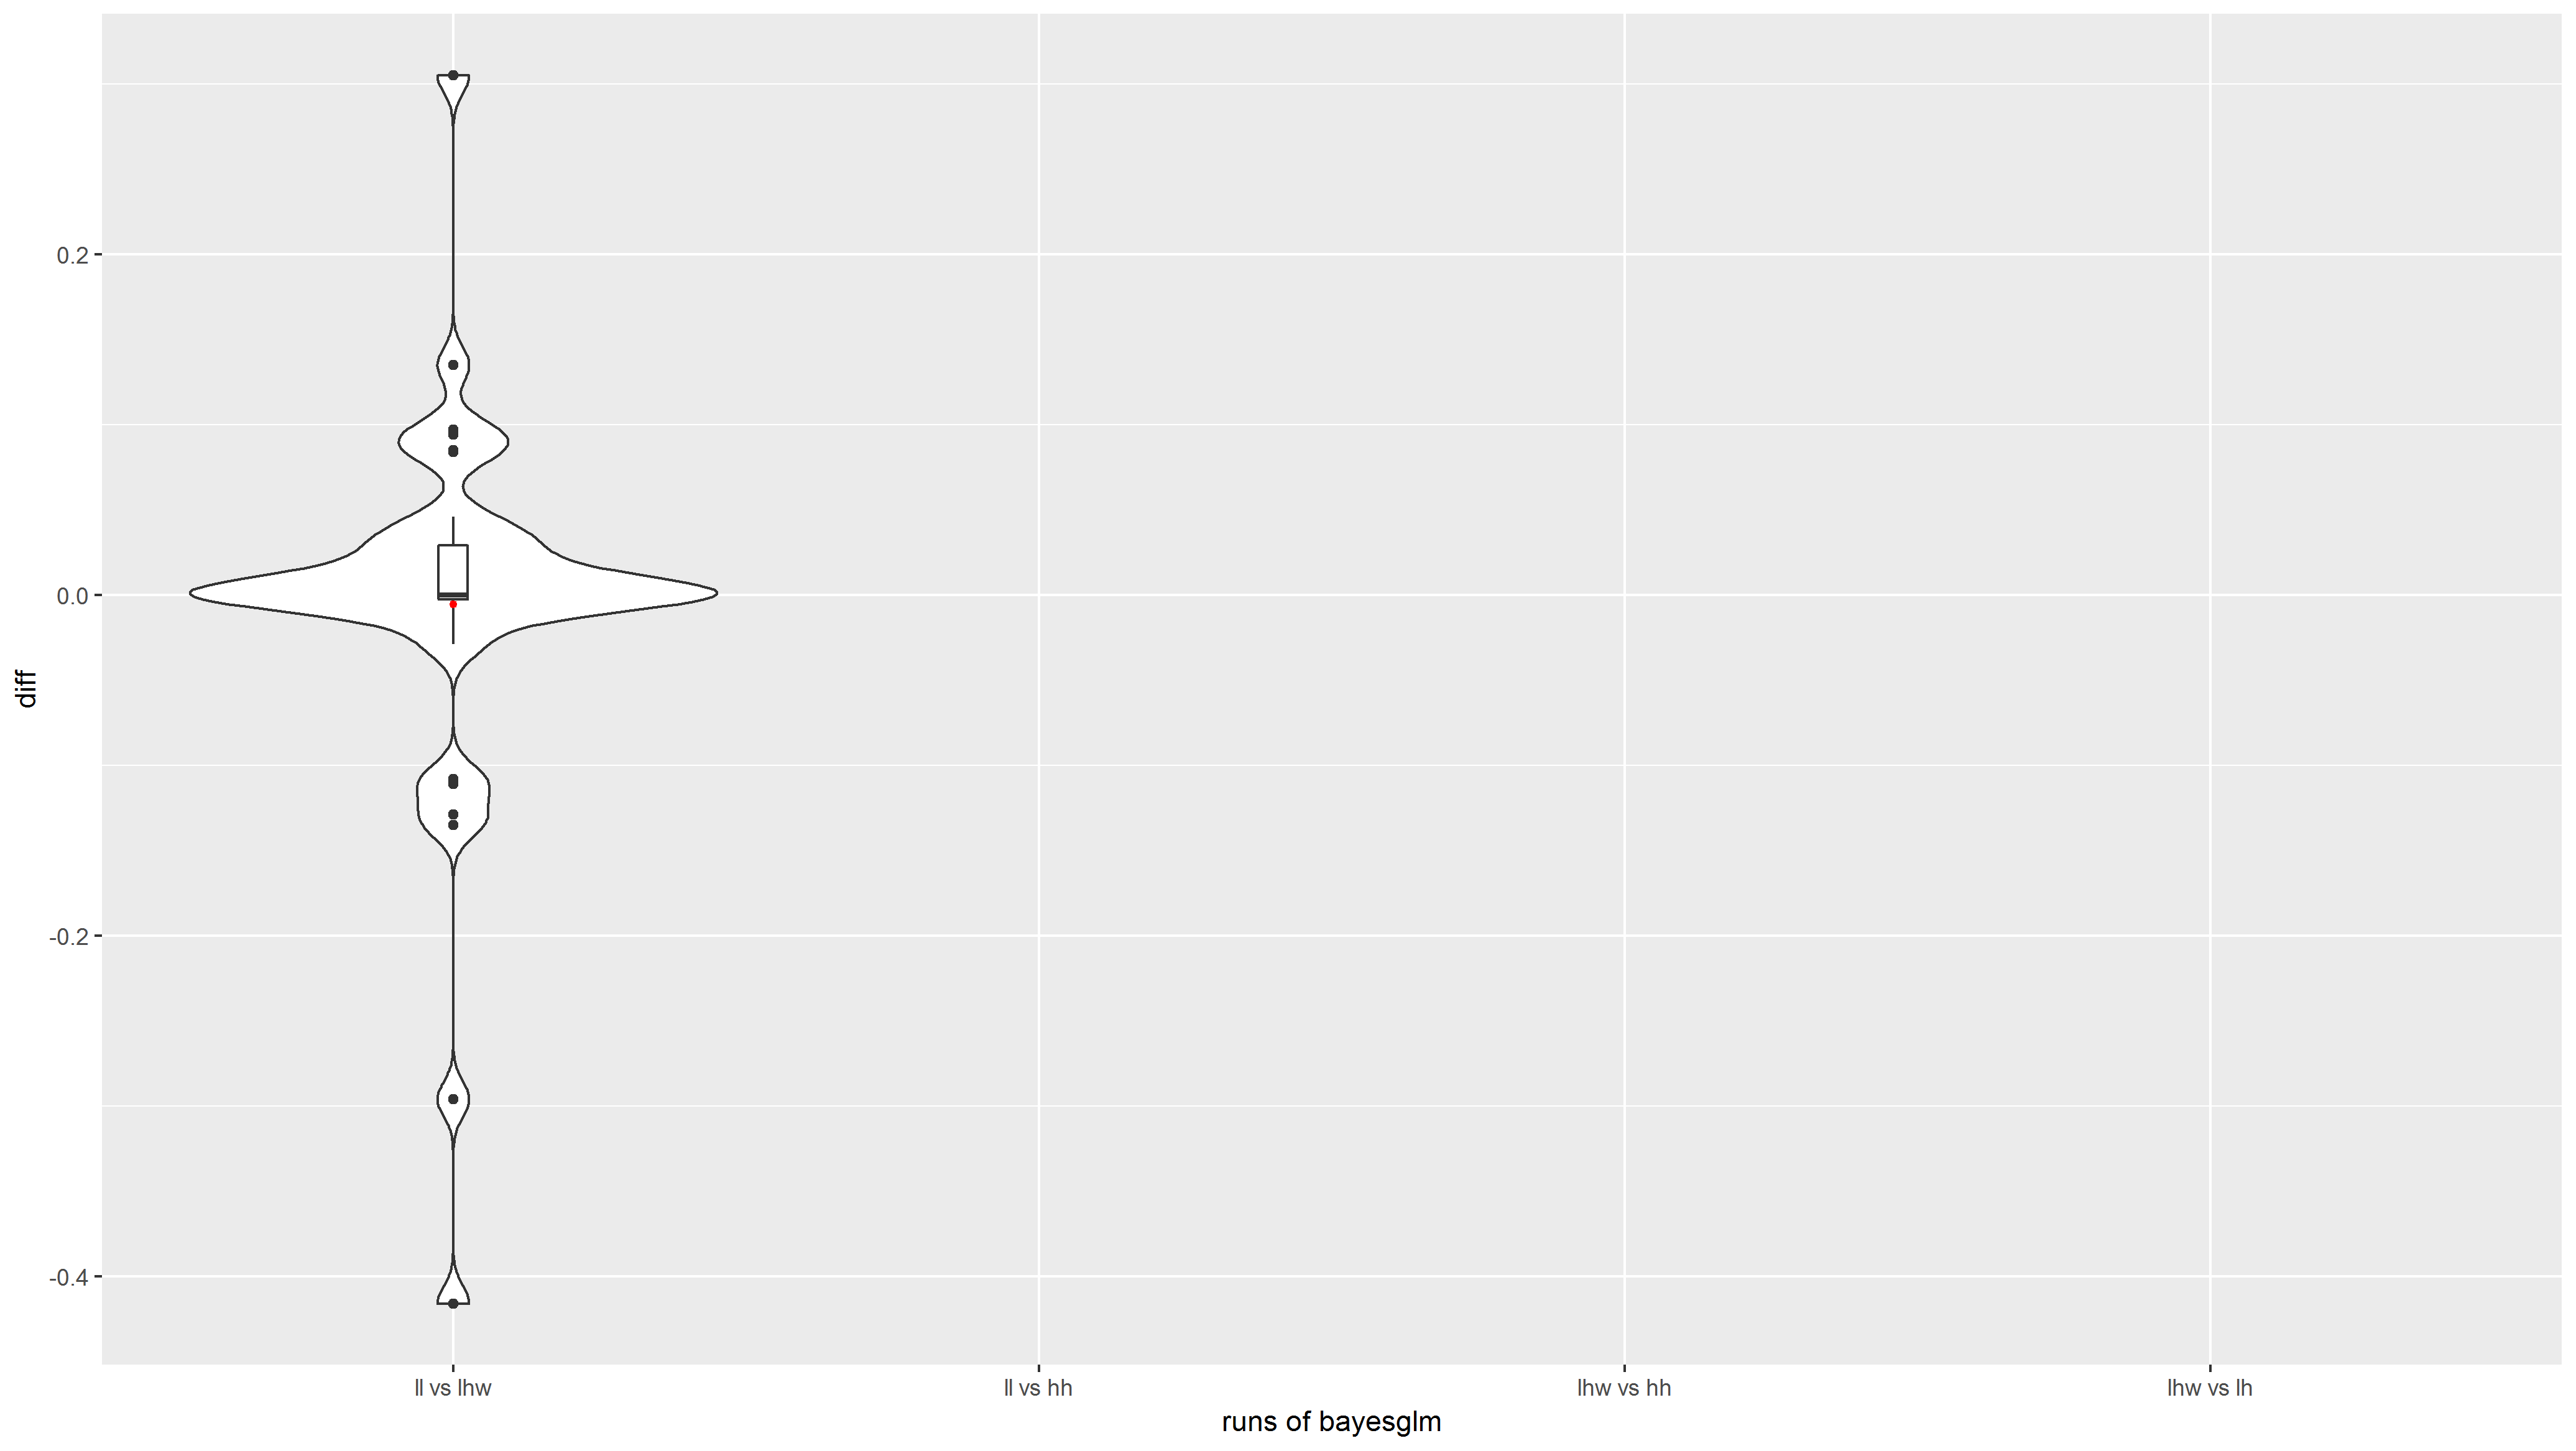 0.2
0.0
diff
-0.2
-0.4
ll vs lhw
ll vs hh
lhw vs hh
lhw vs lh
runs of bayesglm